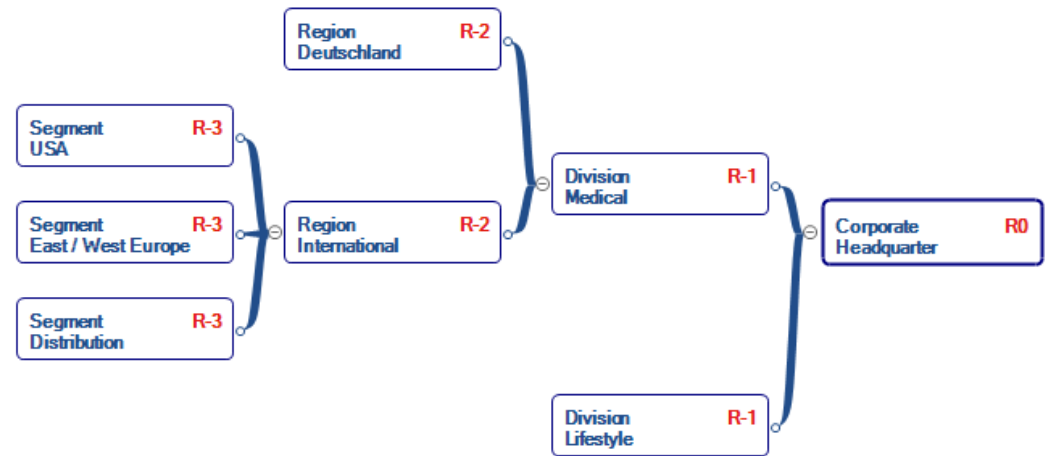 Region R-2
Deutschland
Segment R-3
USA
Division R-1
Medical
Segment R-3
East / West Europe
Region R-2
International
Corporate R0
Headquarter
Segment R-3
Distribution
Division R-1
Lifestyle